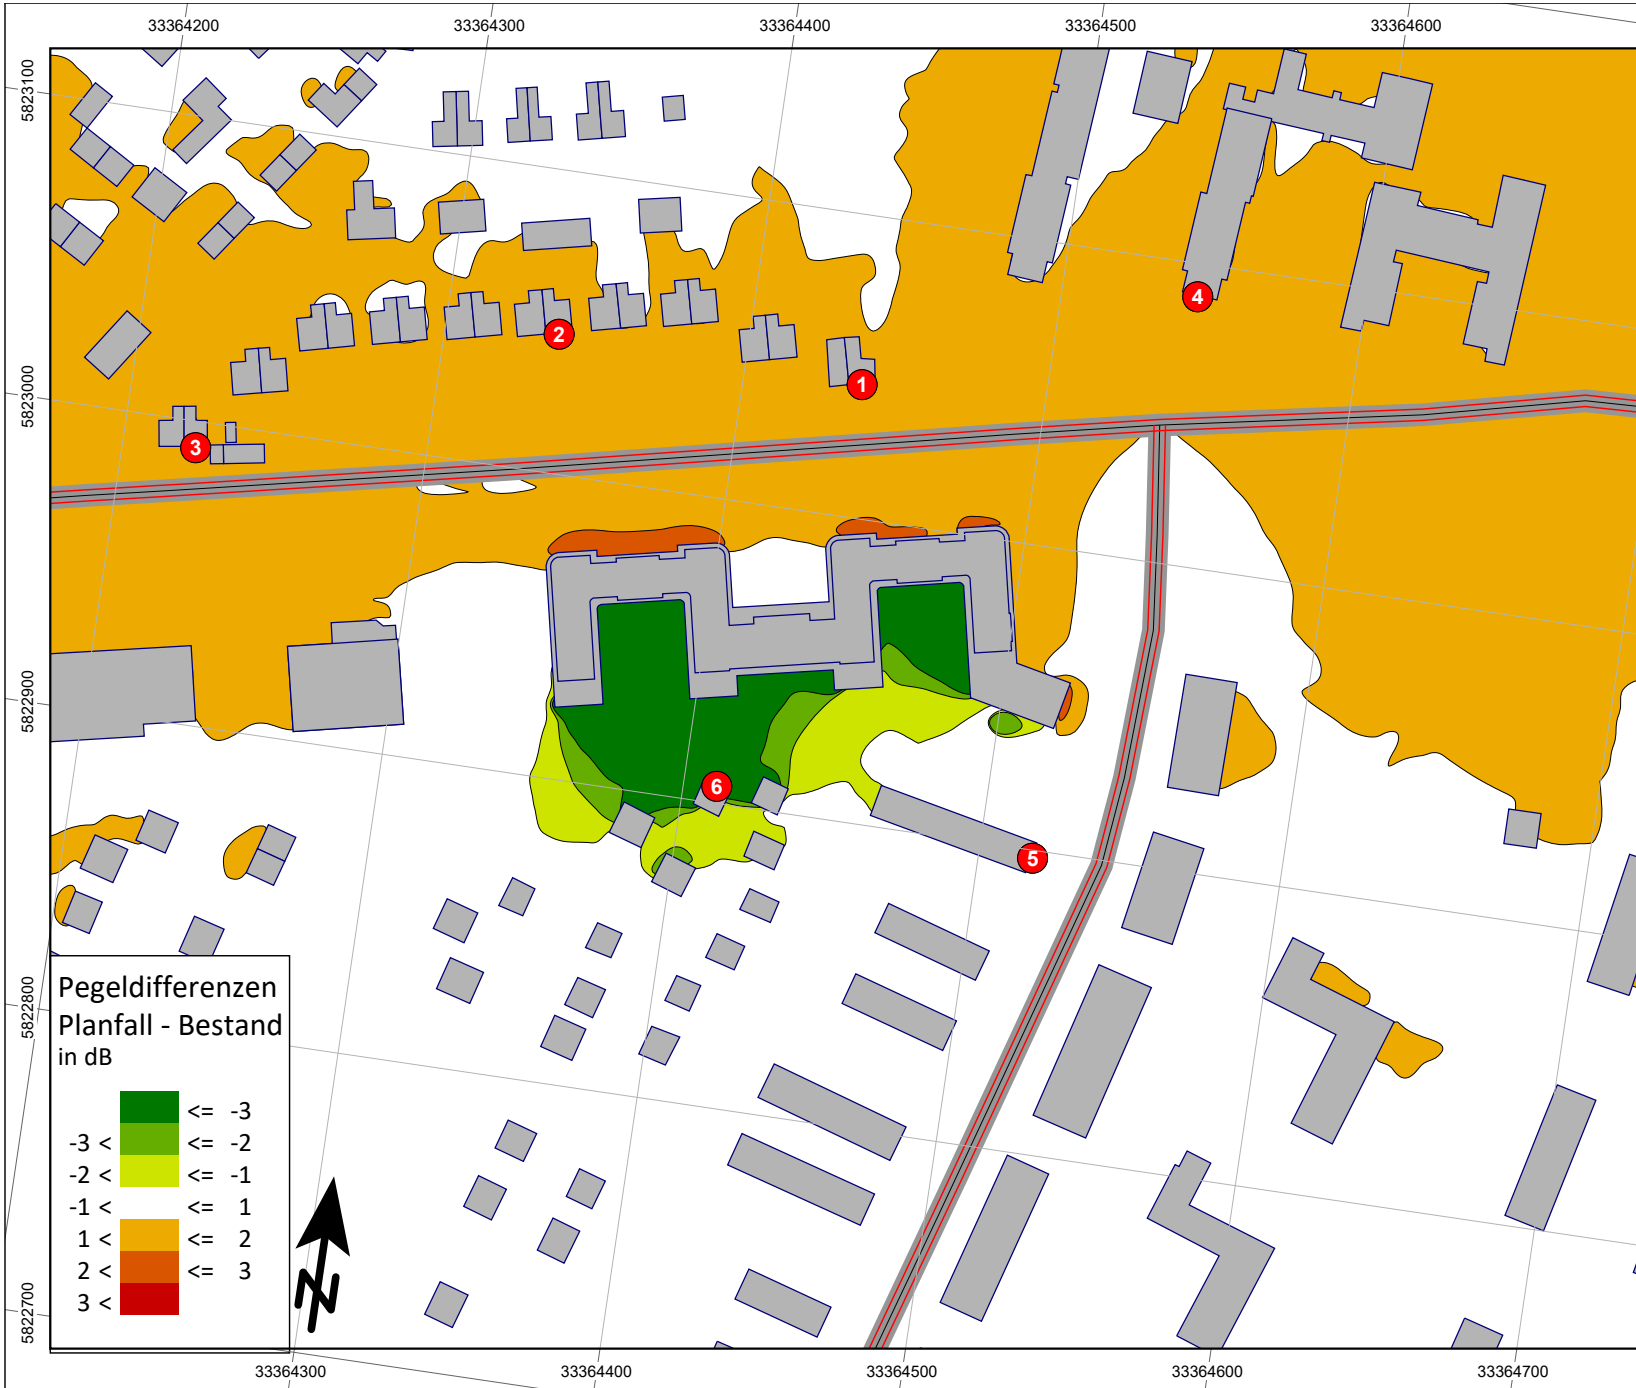 33364200 33364300 33364400 33364500 33364600
5823100
5823000
5822900
5822800
5822700
4
2
1
3
6
5
Pegeldifferenzen
Planfall - Bestand
in dB
<= -3
-3 < <= -2
-2 < <= -1
-1 < <= 1
1 < <= 2
2 < <= 3
3 <
N
33364300 33364400 33364500 33364600 33364700